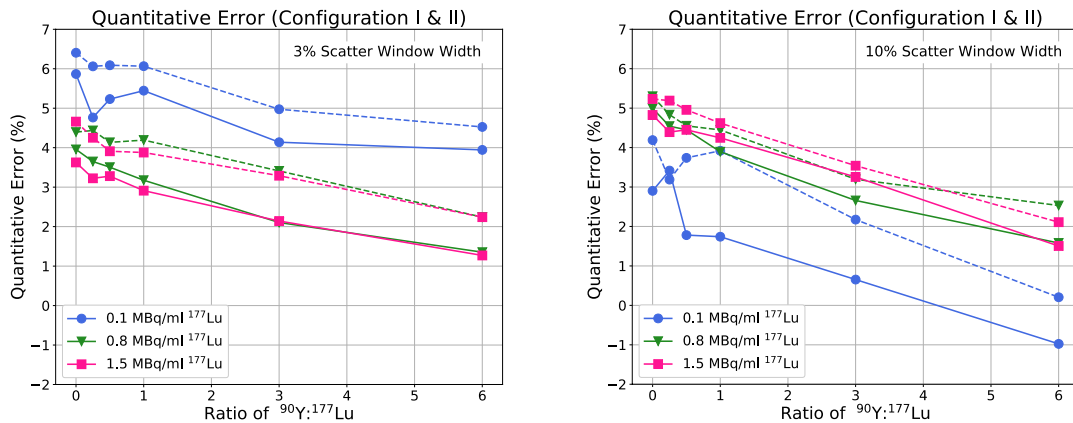 Quantitative Error (Configuration I & II)
3% Scatter Window Width
Quantitative Error (%)
7
6
5
4
3
2
1
0
−1
−2
0.1 MBq/ml ¹⁷⁷Lu
0.8 MBq/ml ¹⁷⁷Lu
1.5 MBq/ml ¹⁷⁷Lu
0 1 2 3 4 5 6
Ratio of ⁹⁰Y:¹⁷⁷Lu
Quantitative Error (Configuration I & II)
10% Scatter Window Width
Quantitative Error (%)
7
6
5
4
3
2
1
0
−1
−2
0.1 MBq/ml ¹⁷⁷Lu
0.8 MBq/ml ¹⁷⁷Lu
1.5 MBq/ml ¹⁷⁷Lu
0 1 2 3 4 5 6
Ratio of ⁹⁰Y:¹⁷⁷Lu